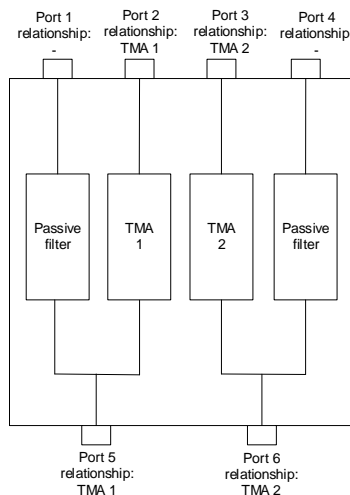 Port 1
relationship:
-
Port 2
relationship:
TMA 1
Port 3
relationship:
TMA 2
Port 4
relationship:
-
Passive
filter
TMA
1
TMA
2
Passive
filter
Port 5
relationship:
TMA 1
Port 6
relationship:
TMA 2